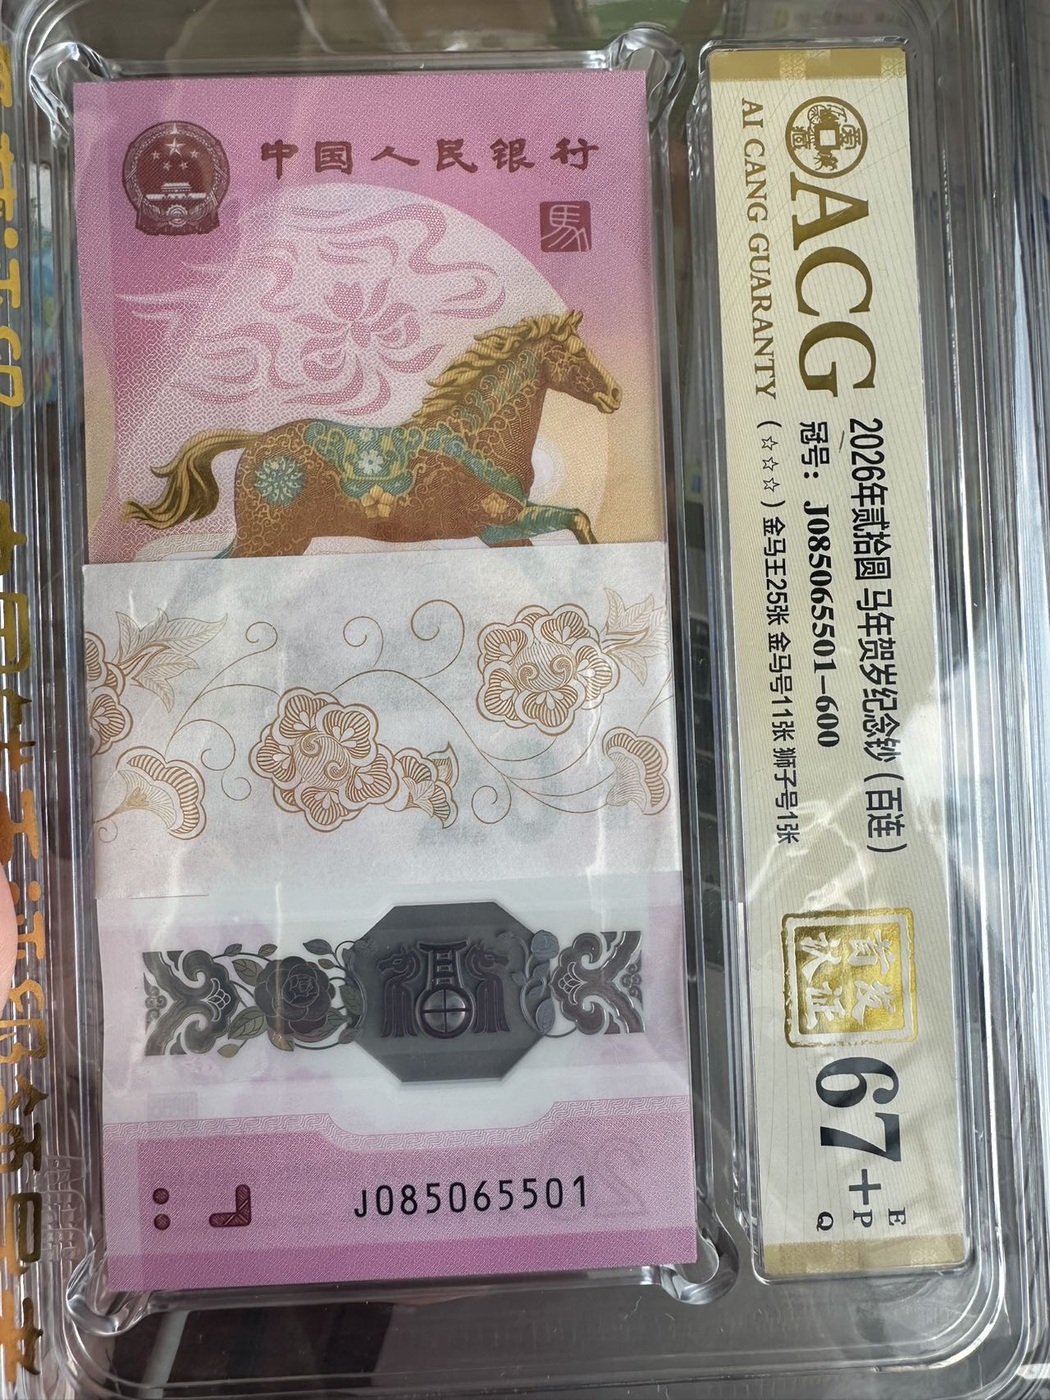 中国人民银行
馬
J085065501
20
ACG
AI CANG GUARANTY
2026年贰拾圆 马年贺岁纪念钞（百连）
冠号： J085065501-600
（☆☆☆）金马王25张 金马号11张 狮子号1张
首发
认证
67+
E
P
Q